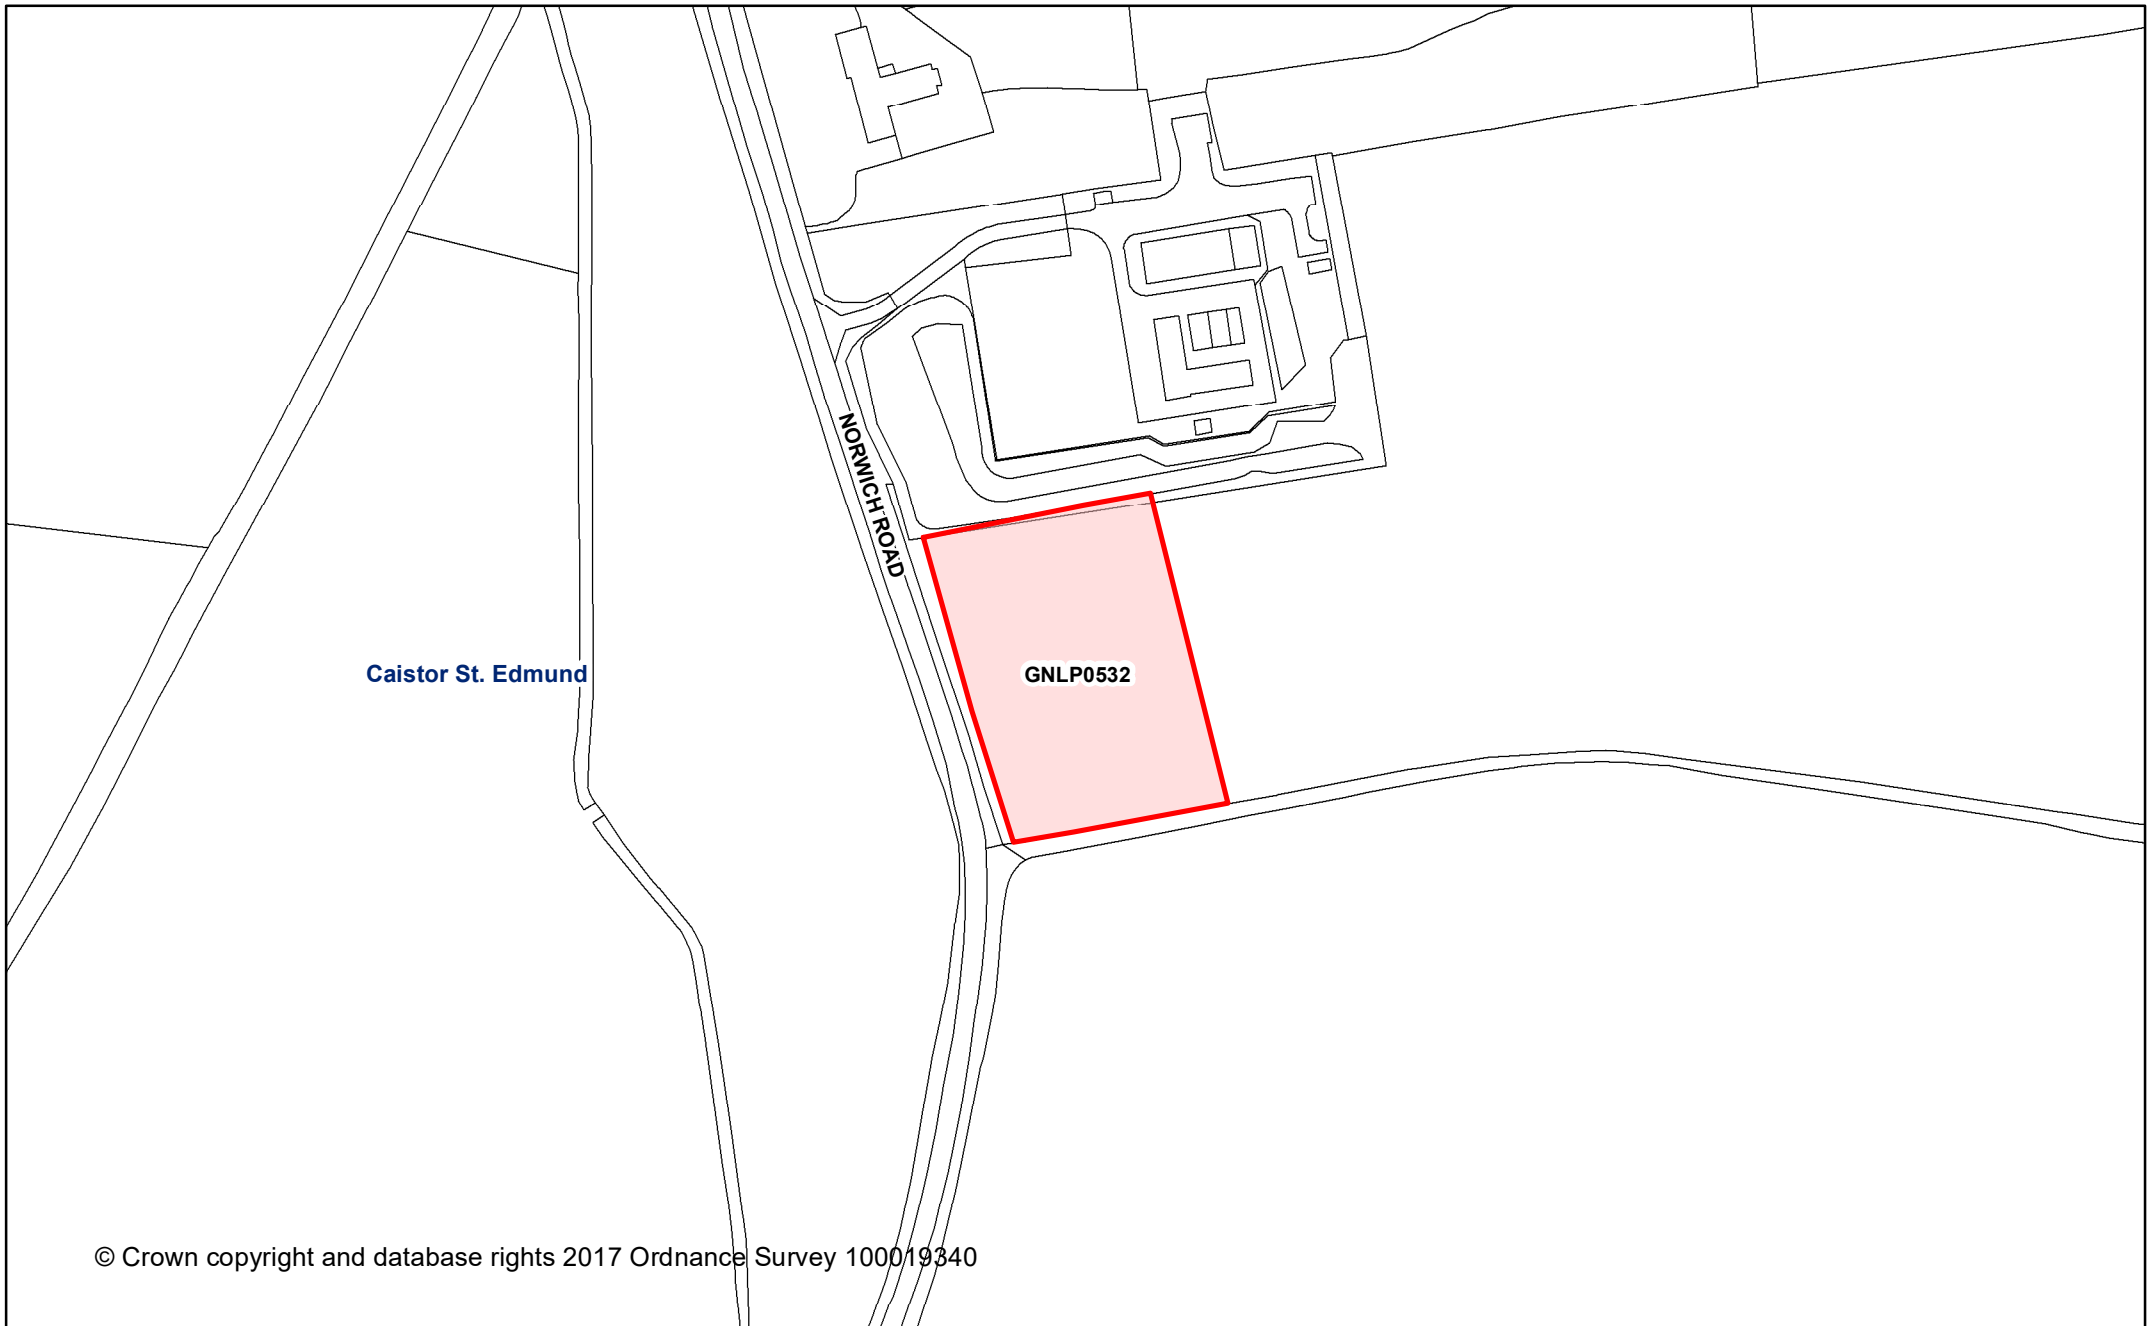 NORWICH ROAD
Caistor St. Edmund
GNLP0532
© Crown copyright and database rights 2017 Ordnance Survey 100019340